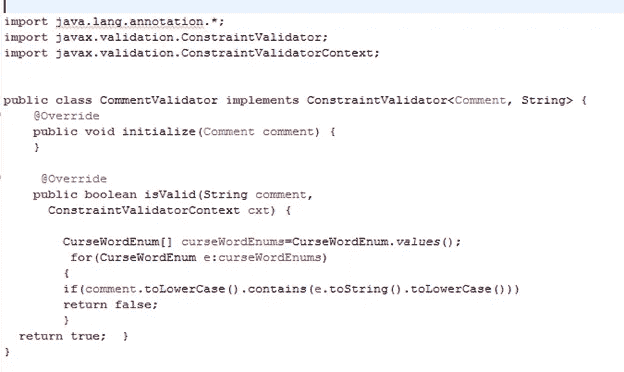 import java.lang.annotation.*;
import javax.validation.ConstraintValidator;
import javax.validation.ConstraintValidatorContext;
public class CommentValidator implements ConstraintValidator<Comment, String> {
@Override
public void initialize(Comment comment) {
}
@Override
public boolean isValid(String comment,
ConstraintValidatorContext cxt) {
CurseWordEnum[] curseWordEnums=CurseWordEnum.values();
for(CurseWordEnum e:curseWordEnums)
{
if(comment.toLowerCase().contains(e.toString().toLowerCase()))
return false;
}
return true;  }
}